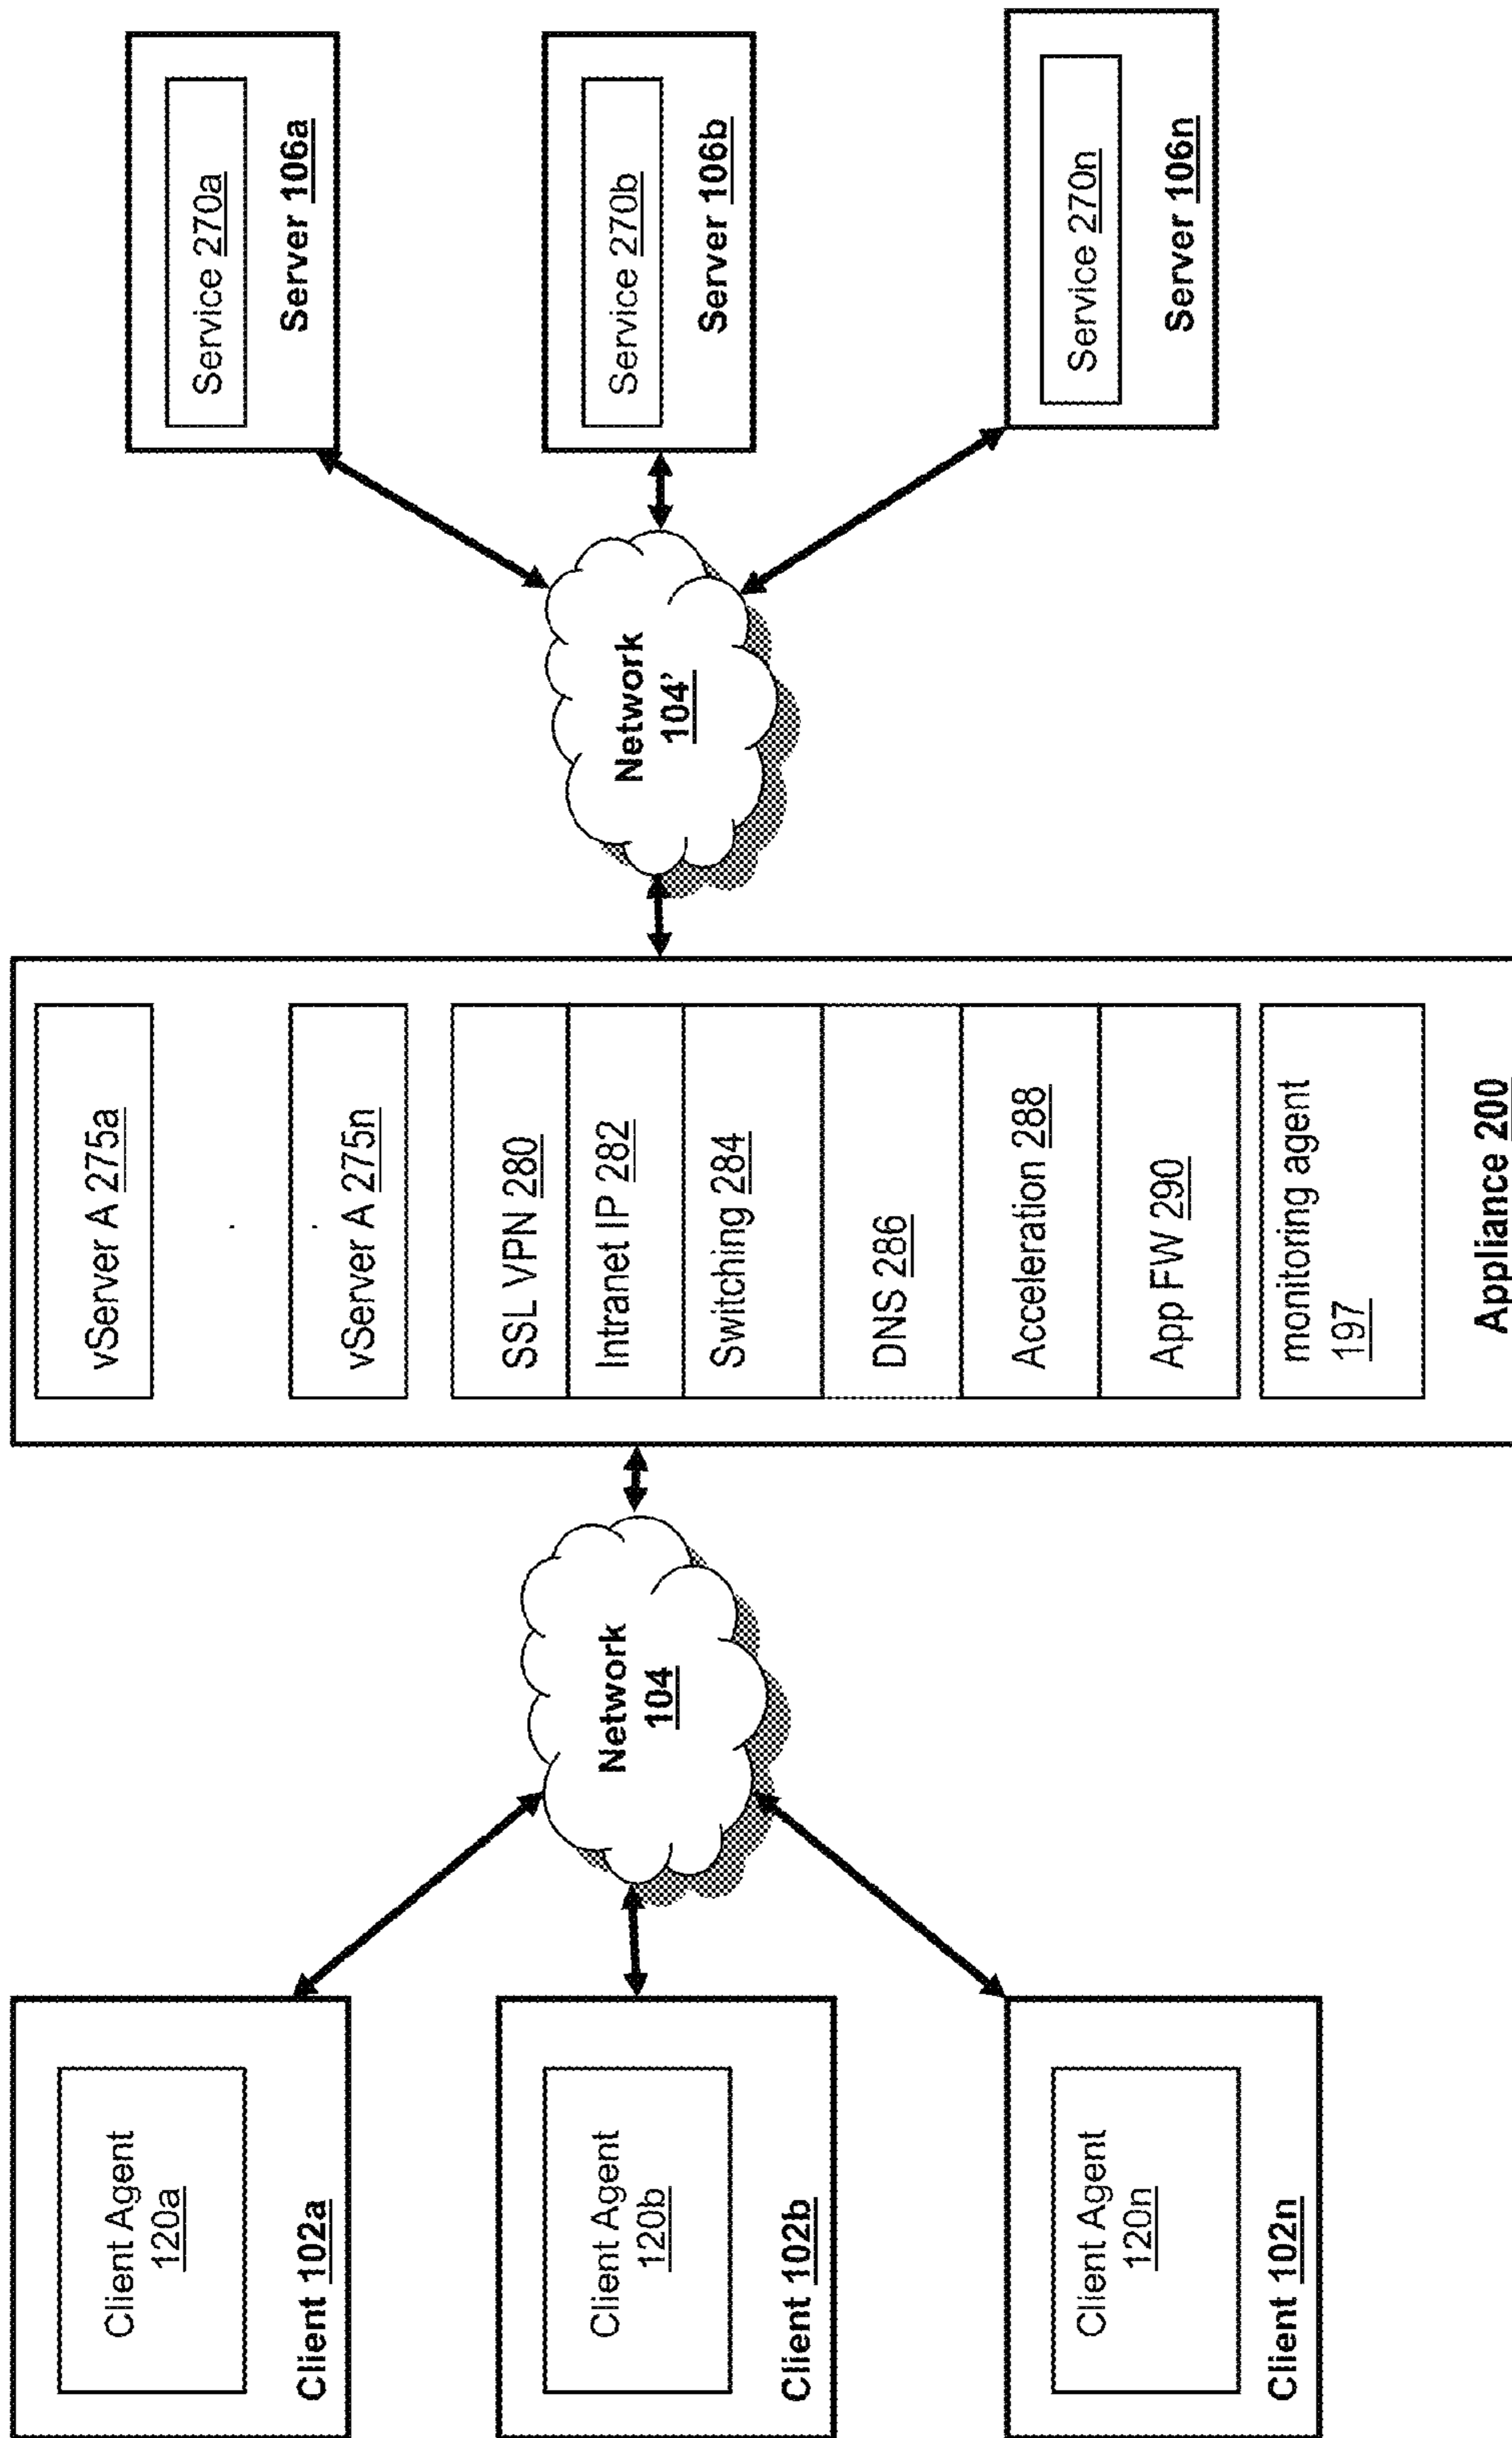 Client Agent
120a
Client 102a
Client Agent
120b
Client 102b
Client Agent
120n
Client 102n
Network
104
vServer A 275a
vServer A 275n
SSL VPN 280
Intranet IP 282
Switching 284
DNS 286
Acceleration 288
App FW 290
monitoring agent
197
Appliance 200
Network
104’
Service 270a
Server 106a
Service 270b
Server 106b
Service 270n
Server 106n